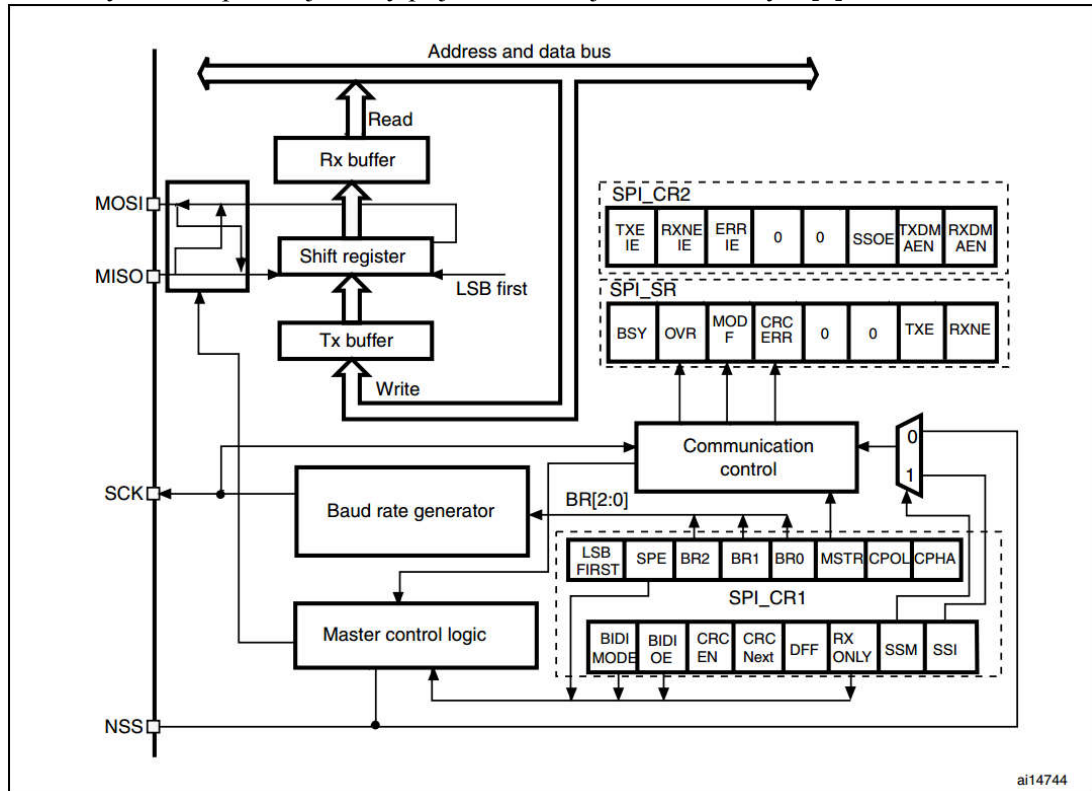 Address and data bus
Read
Rx buffer
MOSI
SPI_CR2
TXE IE
RXNE IE
ERR IE
0
0
SSOE
TXDM AEN
RXDM AEN
Shift register
MISO
LSB first
SPI_SR
BSY
OVR
MOD F
CRC ERR
0
0
TXE
RXNE
Tx buffer
Write
Communication
control
0
1
SCK
Baud rate generator
BR[2:0]
LSB FIRST
SPE
BR2
BR1
BR0
MSTR
CPOL
CPHA
SPI_CR1
Master control logic
BIDI MODE
BIDI OE
CRC EN
CRC Next
DFF
RX ONLY
SSM
SSI
NSS
ai14744